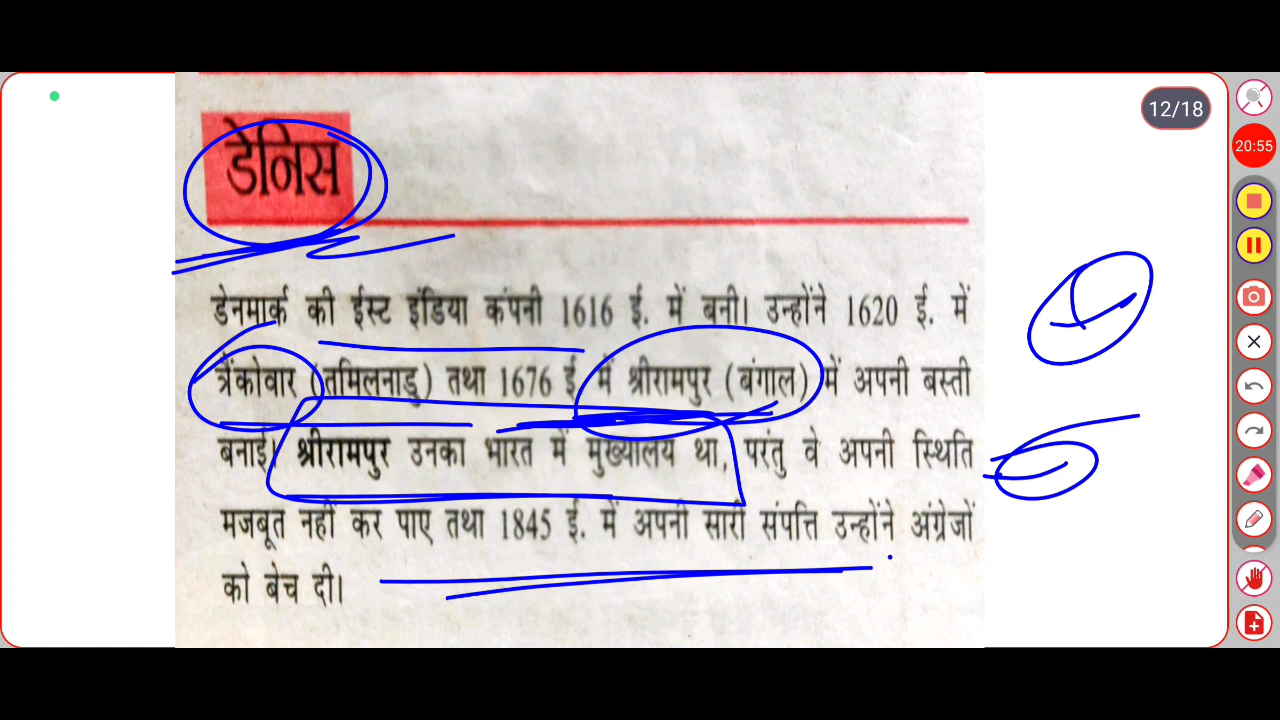 12/18
20:55
डेनिस
डेनमार्क की ईस्ट इंडिया कंपनी 1616 ई. में बनी। उन्होंने 1620 ई. में
त्रैंकोवार (तमिलनाडु) तथा 1676 ई. में श्रीरामपुर (बंगाल) में अपनी बस्ती
बनाई। श्रीरामपुर उनका भारत में मुख्यालय था, परंतु वे अपनी स्थिति
मजबूत नहीं कर पाए तथा 1845 ई. में अपनी सारी संपत्ति उन्होंने अंग्रेजों
को बेच दी।